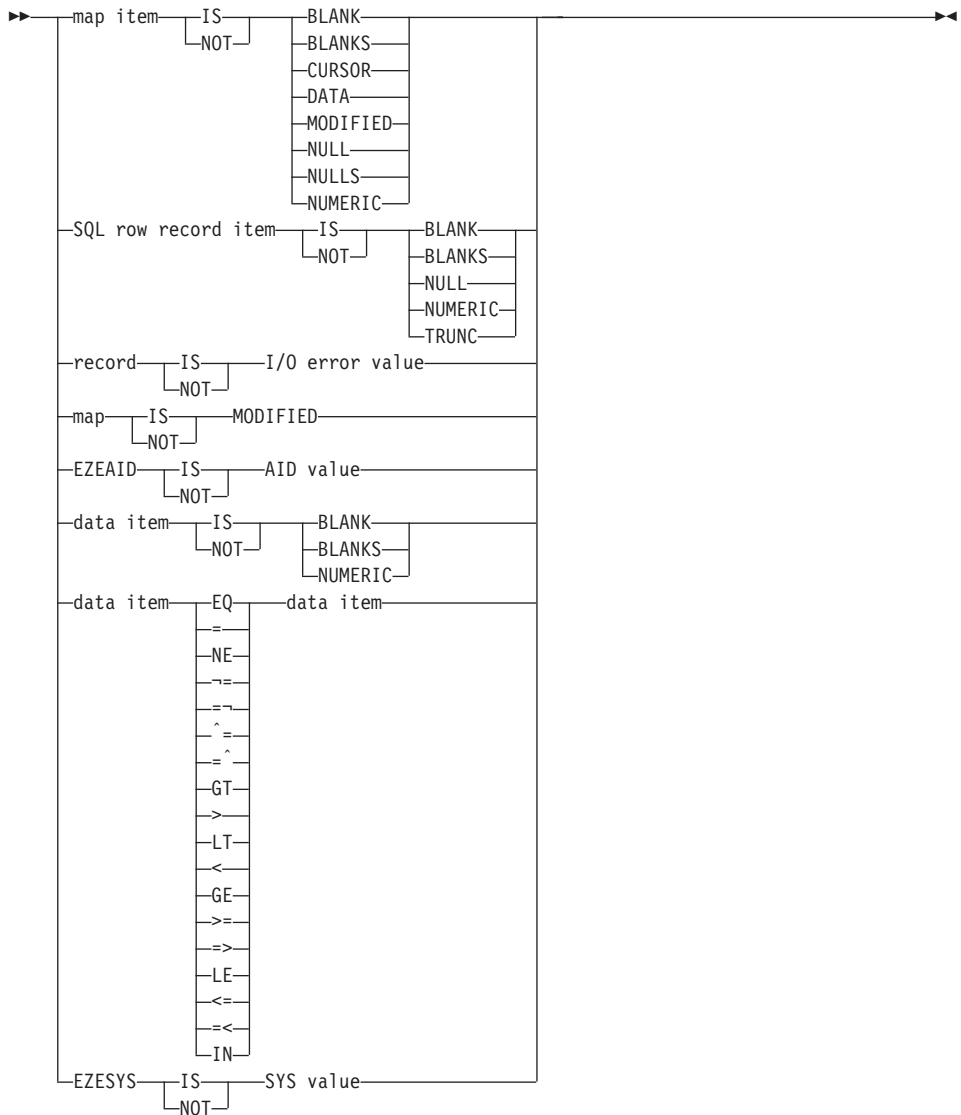 map item IS BLANK
NOT BLANKS
CURSOR
DATA
MODIFIED
NULL
NULLS
NUMERIC
SQL row record item IS BLANK
NOT BLANKS
NULL
NUMERIC
TRUNC
record IS I/O error value
NOT
map IS MODIFIED
NOT
EZEAID IS AID value
NOT
data item IS BLANK
NOT BLANKS
NUMERIC
data item EQ data item
=
NE
¬=
=¬
ˆ=
=ˆ
GT
>
LT
<
GE
>=
=>
LE
<=
=<
IN
EZESYS IS SYS value
NOT